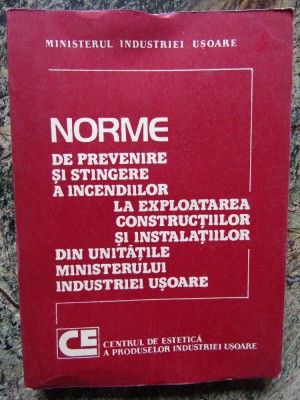 MINISTERUL INDUSTRIEI UȘOARE
NORME
DE PREVENIRE
ȘI STINGERE
A INCENDIILOR
LA EXPLOATAREA
CONSTRUCȚIILOR
ȘI INSTALAȚIILOR
DIN UNITĂȚILE
MINISTERULUI
INDUSTRIEI UȘOARE
CE
CENTRUL DE ESTETICĂ
A PRODUSELOR INDUSTRIEI UȘOARE